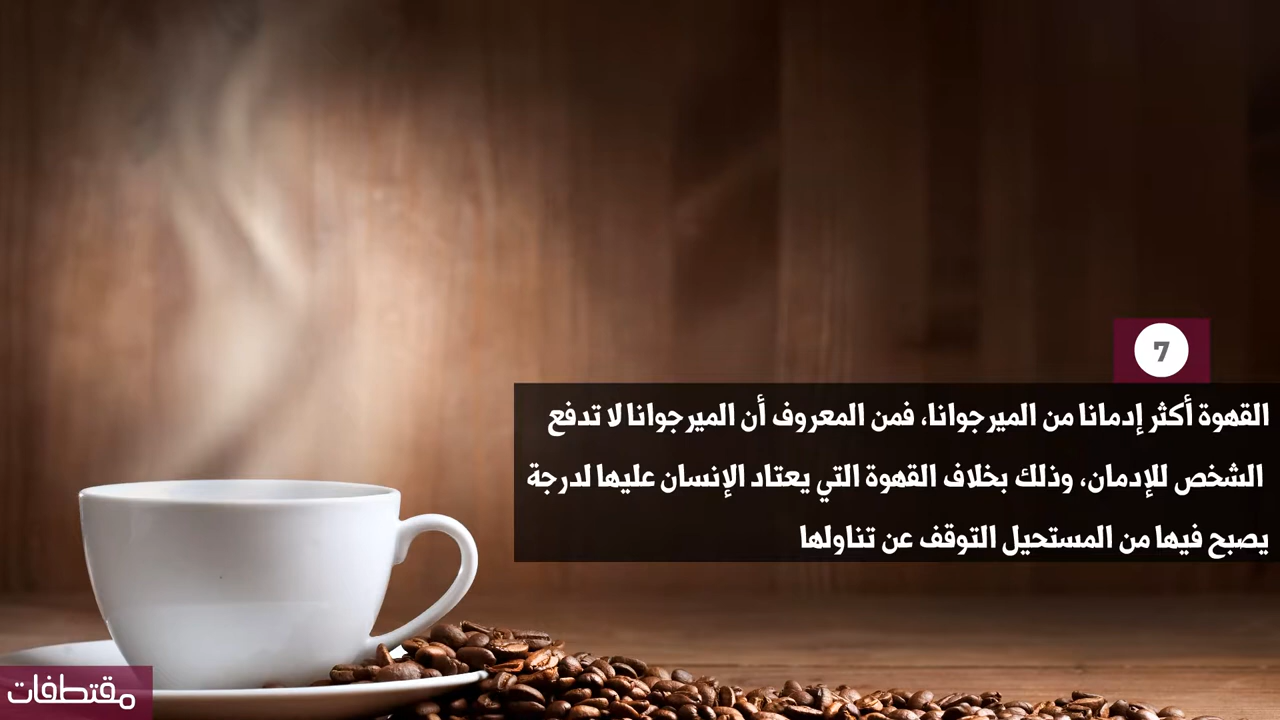 7
القهوة أكثر إدمانا من الميرجوانا، فمن المعروف أن الميرجوانا لا تدفع
الشخص للإدمان، وذلك بخلاف القهوة التي يعتاد الإنسان عليها لدرجة
يصبح فيها من المستحيل التوقف عن تناولها
مقتطفات